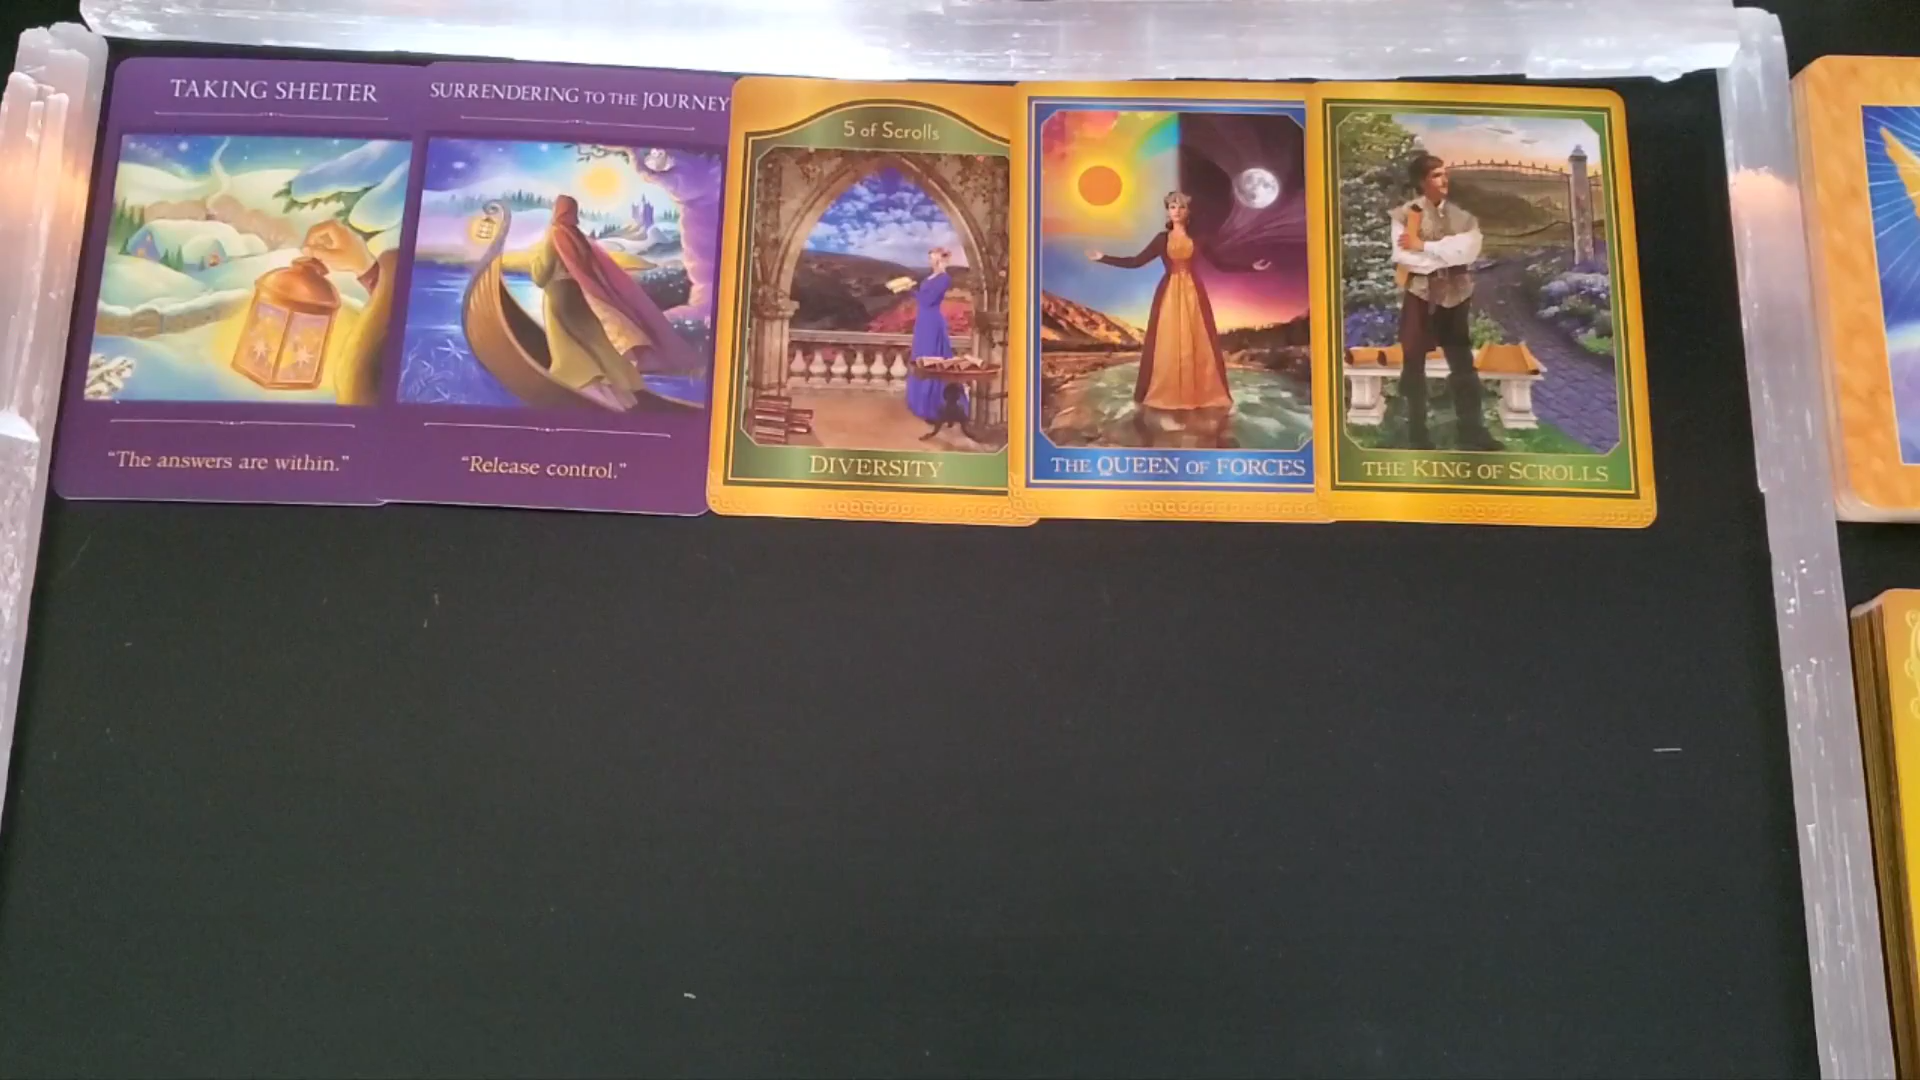 TAKING SHELTER
"The answers are within."
SURRENDERING TO THE JOURNEY
"Release control."
5 of Scrolls
DIVERSITY
THE QUEEN OF FORCES
THE KING OF SCROLLS